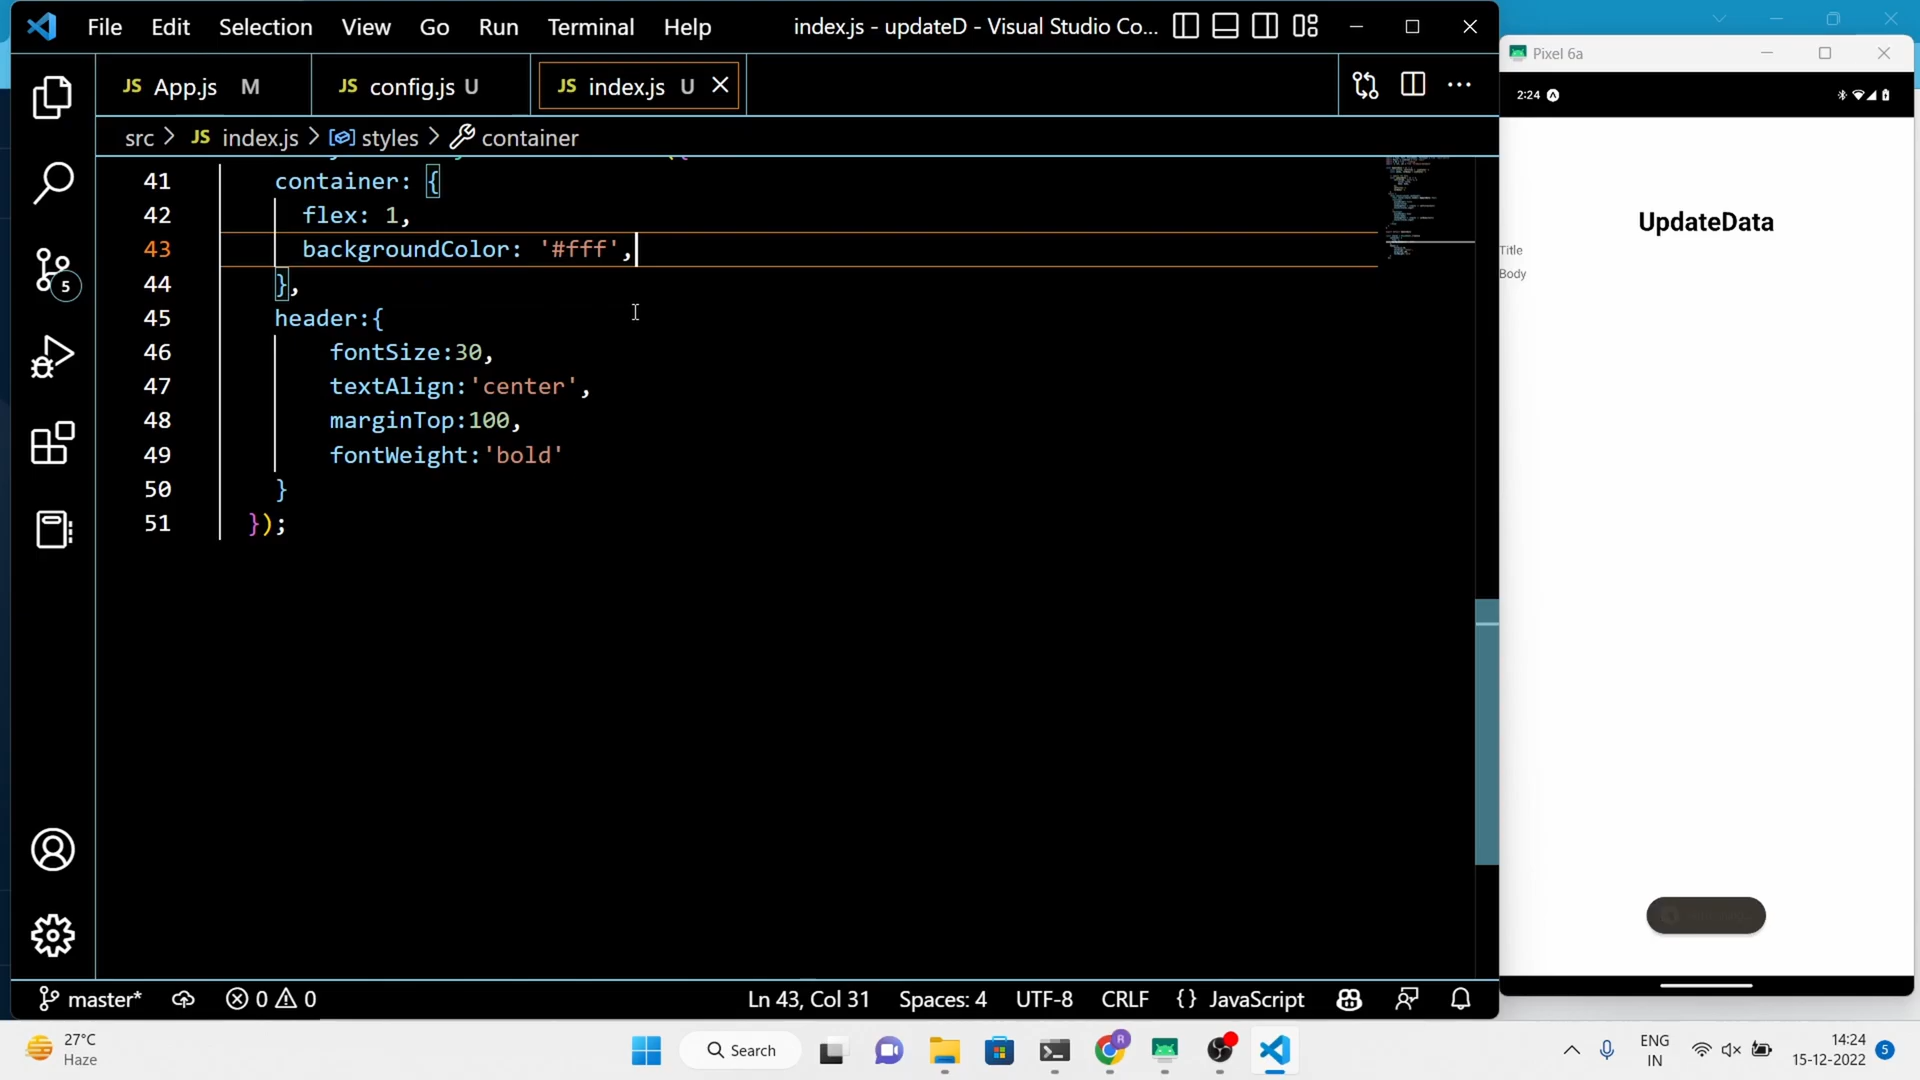 File Edit Selection View Go Run Terminal Help index.js - updateD - Visual Studio Co...
JS App.js M JS config.js U JS index.js U
src > JS index.js > styles > container
41 container: {
42 flex: 1,
43 backgroundColor: '#fff',
44 },
45 header:{
46 fontSize:30,
47 textAlign:'center',
48 marginTop:100,
49 fontWeight:'bold'
50 }
51 });
5
master* 0 0 Ln 43, Col 31 Spaces: 4 UTF-8 CRLF {} JavaScript
Pixel 6a
2:24
UpdateData
Title
Body
27°C
Haze
Search
R
ENG
IN
14:24
15-12-2022
5